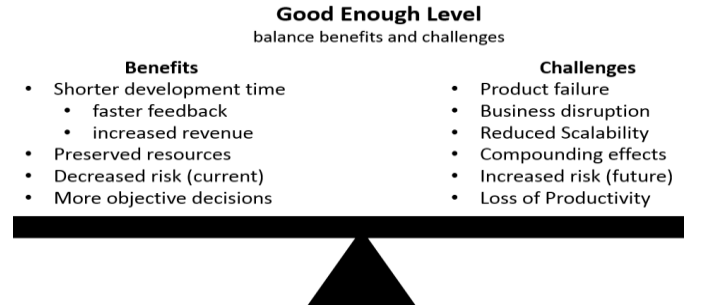 Good Enough Level
balance benefits and challenges
Benefits
• Shorter development time
• faster feedback
• increased revenue
• Preserved resources
• Decreased risk (current)
• More objective decisions
Challenges
• Product failure
• Business disruption
• Reduced Scalability
• Compounding effects
• Increased risk (future)
• Loss of Productivity